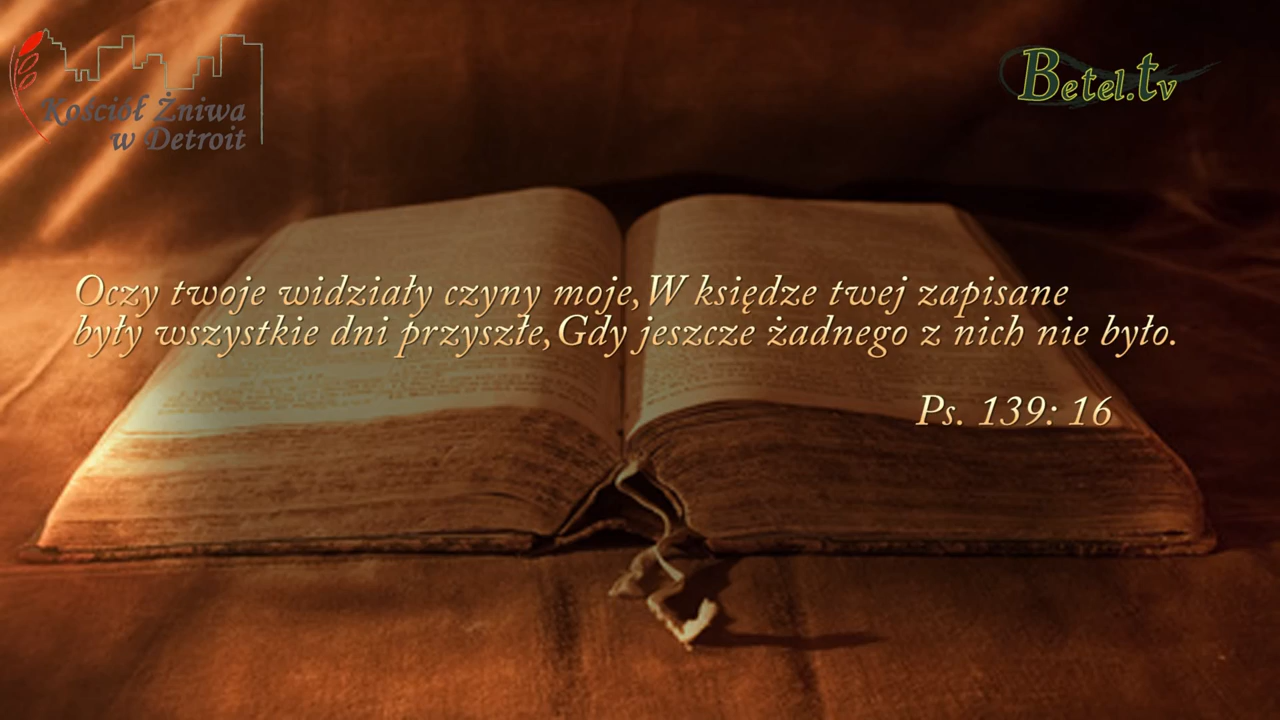 Kościół Żniwa
w Detroit
Betel.tv
Oczy twoje widziały czyny moje,W księdze twej zapisane
były wszystkie dni przyszłe,Gdy jeszcze żadnego z nich nie było.
Ps. 139: 16